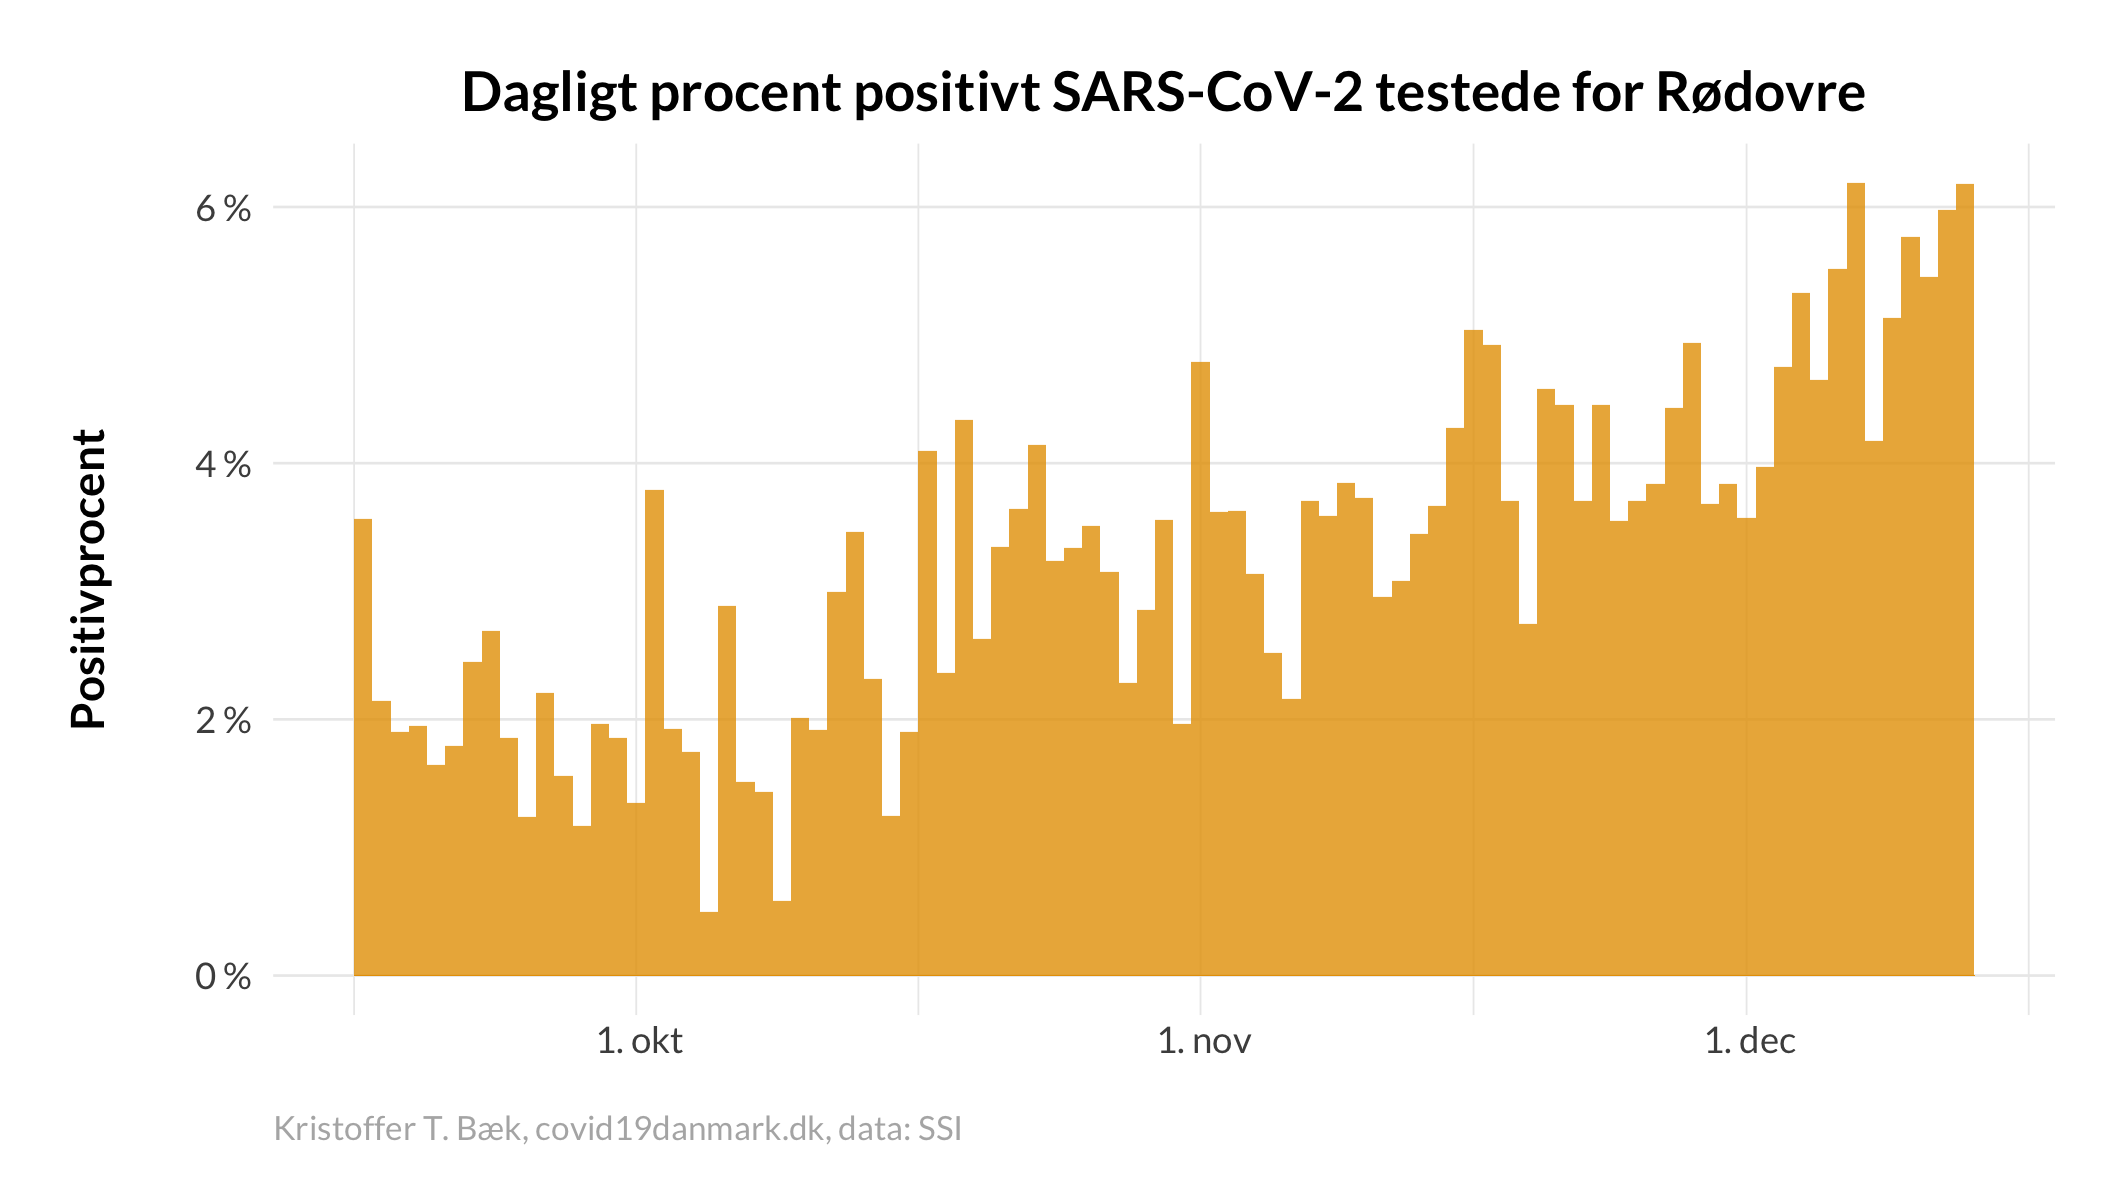 Dagligt procent positivt SARS-CoV-2 testede for Rødovre
Positivprocent
6 %
4 %
2 %
0 %
1. okt
1. nov
1. dec
Kristoffer T. Bæk, covid19danmark.dk, data: SSI